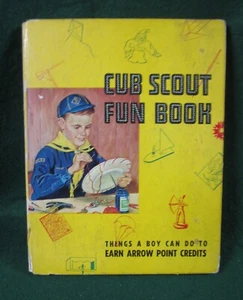 CUB SCOUT
FUN BOOK
THINGS A BOY CAN DO TO
EARN ARROW POINT CREDITS